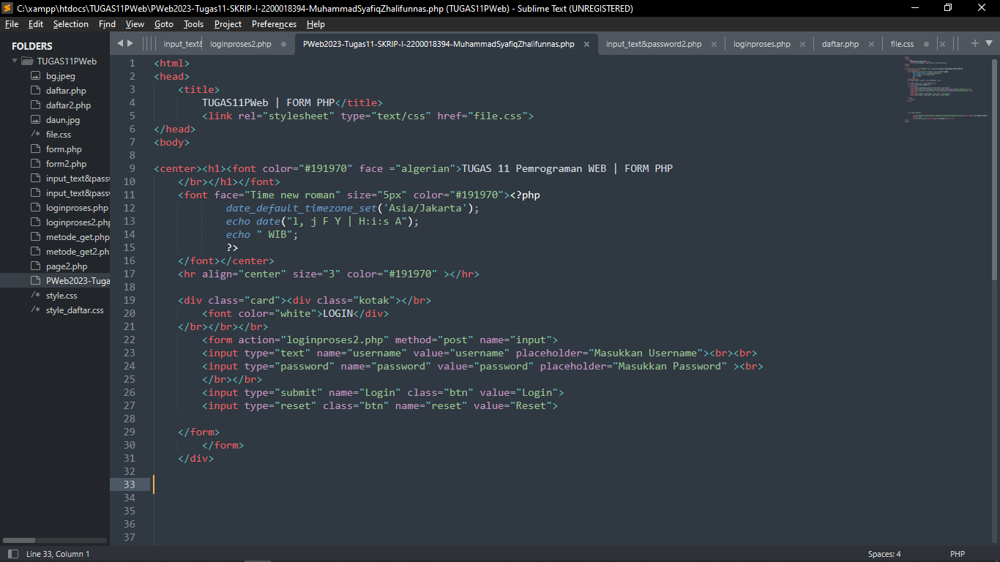 C:\xampp\htdocs\TUGAS11PWeb\PWeb2023-Tugas11-SKRIP-I-2200018394-MuhammadSyafiqZhalifunnas.php (TUGAS11PWeb) - Sublime Text (UNREGISTERED)
File Edit Selection Find View Goto Tools Project Preferences Help
input_text& loginproses2.php PWeb2023-Tugas11-SKRIP-I-2200018394-MuhammadSyafiqZhalifunnas.php input_text&password2.php loginproses.php daftar.php file.css
FOLDERS
TUGAS11PWeb
bg.jpeg
daftar.php
daftar2.php
daun.jpg
/* file.css
form.php
form2.php
input_text&passw
input_text&passw
loginproses.php
loginproses2.php
metode_get.php
metode_get2.ph
page2.php
PWeb2023-Tuga
/* style.css
/* style_daftar.css
1 <html>
2 <head>
3 <title>
4 TUGAS11PWeb | FORM PHP</title>
5 <link rel="stylesheet" type="text/css" href="file.css">
6 </head>
7 <body>
8
9 <center><h1><font color="#191970" face ="algerian">TUGAS 11 Pemrograman WEB | FORM PHP
10 </br></h1></font>
11 <font face="Time new roman" size="5px" color="#191970"><?php
12 date_default_timezone_set('Asia/Jakarta');
13 echo date("l, j F Y | H:i:s A");
14 echo " WIB";
15 ?>
16 </font></center>
17 <hr align="center" size="3" color="#191970" ></hr>
18
19 <div class="card"><div class="kotak"></br>
20 <font color="white">LOGIN</div>
21 </br></br></br>
22 <form action="loginproses2.php" method="post" name="input">
23 <input type="text" name="username" value="username" placeholder="Masukkan Username"><br><br>
24 <input type="password" name="password" value="password" placeholder="Masukkan Password" ><br>
25 </br></br>
26 <input type="submit" name="Login" class="btn" value="Login">
27 <input type="reset" class="btn" name="reset" value="Reset">
28
29 </form>
30 </form>
31 </div>
32
33
34
35
36
37
Line 33, Column 1 Spaces: 4 PHP